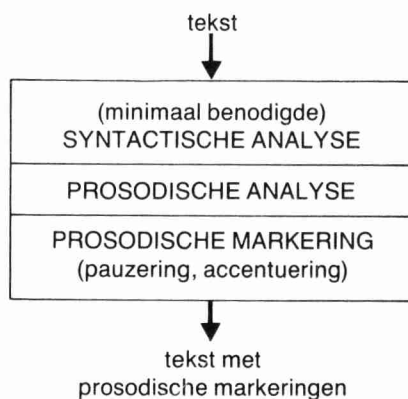 tekst
(minimaal benodigde)
SYNTACTISCHE ANALYSE
PROSODISCHE ANALYSE
PROSODISCHE MARKERING
(pauzering, accentuering)
tekst met
prosodische markeringen